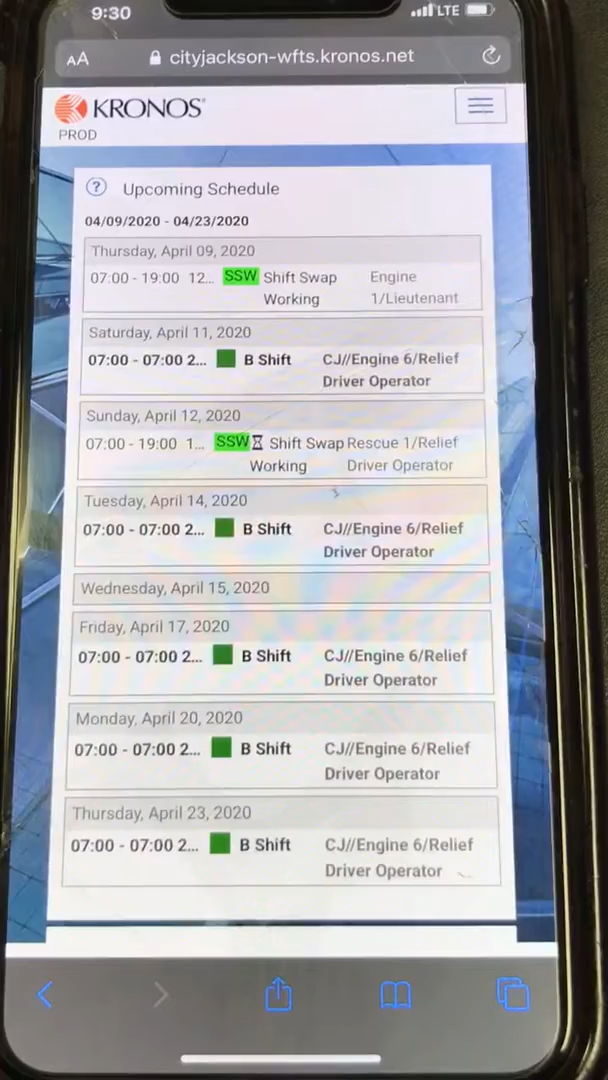 9:30
LTE
AA cityjackson-wfts.kronos.net
KRONOS
PROD
? Upcoming Schedule
04/09/2020 - 04/23/2020
Thursday, April 09, 2020
07:00 - 19:00 12... SSW Shift Swap Engine
Working 1/Lieutenant
Saturday, April 11, 2020
07:00 - 07:00 2... B Shift CJ//Engine 6/Relief
Driver Operator
Sunday, April 12, 2020
07:00 - 19:00 1... SSW Shift Swap Rescue 1/Relief
Working Driver Operator
Tuesday, April 14, 2020
07:00 - 07:00 2... B Shift CJ//Engine 6/Relief
Driver Operator
Wednesday, April 15, 2020
Friday, April 17, 2020
07:00 - 07:00 2... B Shift CJ//Engine 6/Relief
Driver Operator
Monday, April 20, 2020
07:00 - 07:00 2... B Shift CJ//Engine 6/Relief
Driver Operator
Thursday, April 23, 2020
07:00 - 07:00 2... B Shift CJ//Engine 6/Relief
Driver Operator